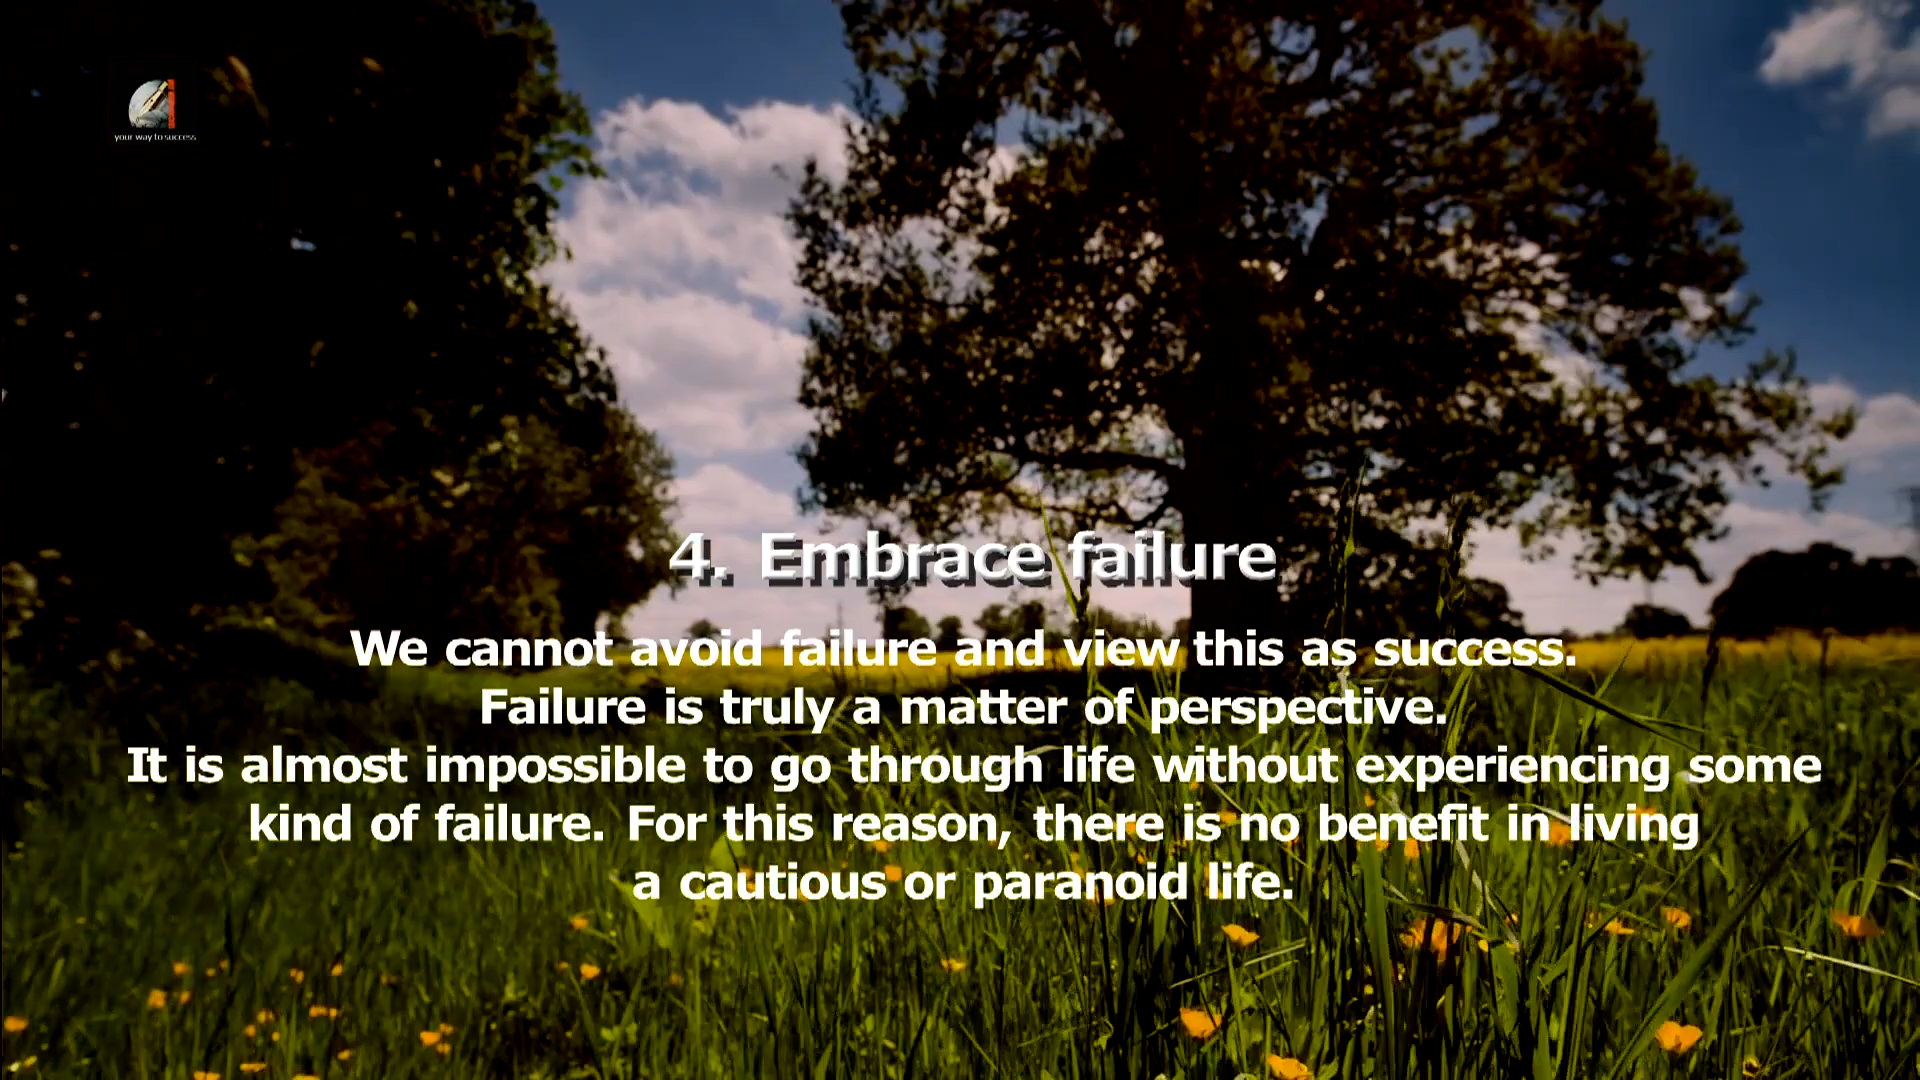 your way to success
4. Embrace failure
We cannot avoid failure and view this as success.
Failure is truly a matter of perspective.
It is almost impossible to go through life without experiencing some
kind of failure. For this reason, there is no benefit in living
a cautious or paranoid life.